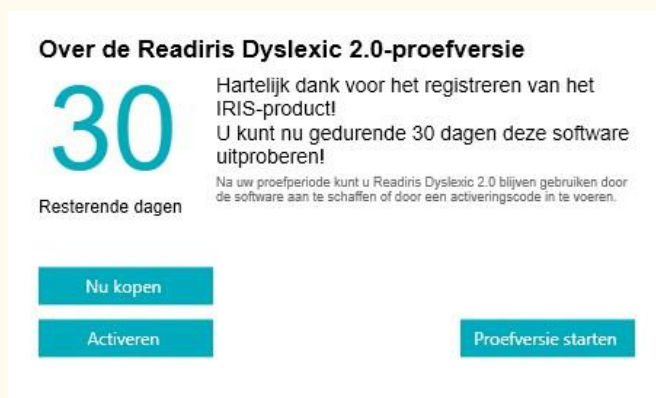 Over de Readiris Dyslexic 2.0-proefversie
30
Resterende dagen
Hartelijk dank voor het registreren van het
IRIS-product!
U kunt nu gedurende 30 dagen deze software
uitproberen!
Na uw proefperiode kunt u Readiris Dyslexic 2.0 blijven gebruiken door
de software aan te schaffen of door een activeringscode in te voeren.
Nu kopen
Activeren
Proefversie starten